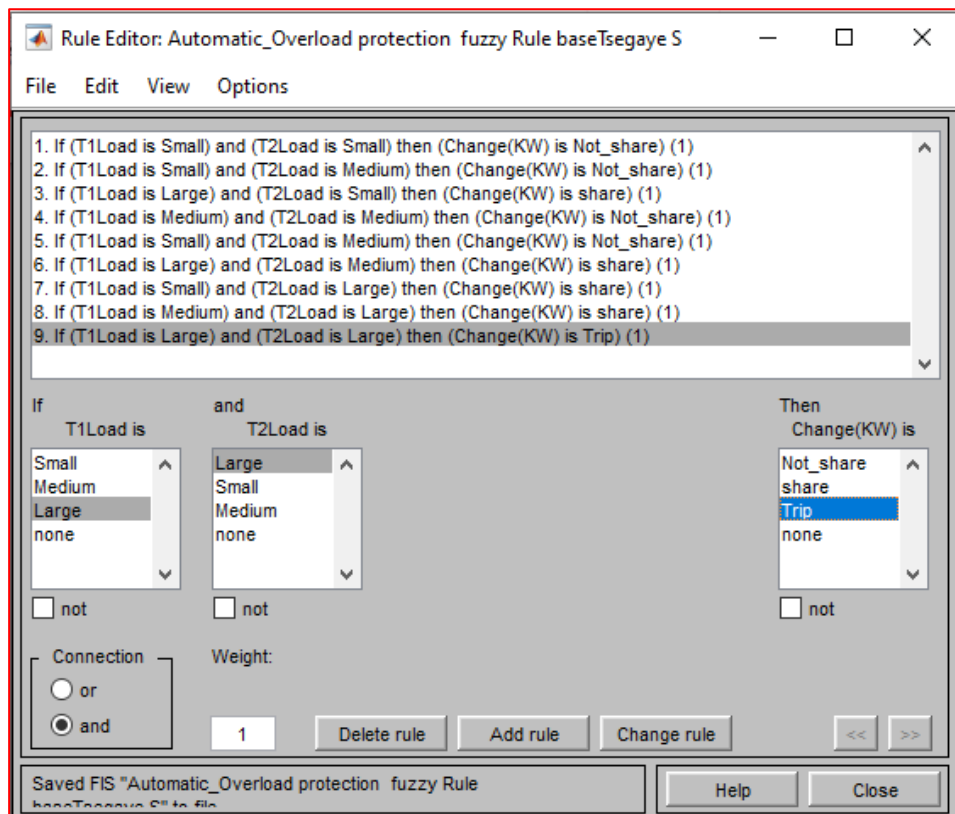 Rule Editor: Automatic_Overload protection fuzzy Rule baseTsegaye S
File Edit View Options
1. If (T1Load is Small) and (T2Load is Small) then (Change(KW) is Not_share) (1)
2. If (T1Load is Small) and (T2Load is Medium) then (Change(KW) is Not_share) (1)
3. If (T1Load is Large) and (T2Load is Small) then (Change(KW) is share) (1)
4. If (T1Load is Medium) and (T2Load is Medium) then (Change(KW) is Not_share) (1)
5. If (T1Load is Small) and (T2Load is Medium) then (Change(KW) is Not_share) (1)
6. If (T1Load is Large) and (T2Load is Medium) then (Change(KW) is share) (1)
7. If (T1Load is Small) and (T2Load is Large) then (Change(KW) is share) (1)
8. If (T1Load is Medium) and (T2Load is Large) then (Change(KW) is share) (1)
9. If (T1Load is Large) and (T2Load is Large) then (Change(KW) is Trip) (1)
If and Then
T1Load is T2Load is Change(KW) is
Small Large Not_share
Medium Small share
Large Medium Trip
none none none
not not not
Connection Weight:
or
and 1 Delete rule Add rule Change rule << >>
Saved FIS "Automatic_Overload protection fuzzy Rule
baseTsegaye S" to file
Help Close